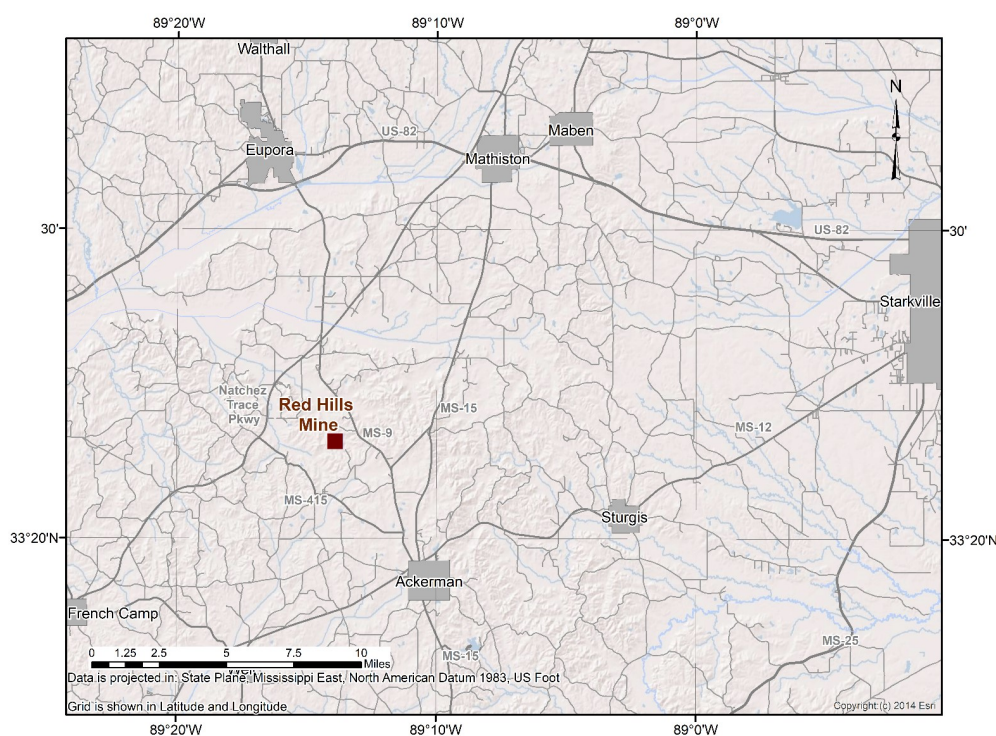 89°20'W
89°10'W
89°0'W
Walthall
N
Maben
US-82
Eupora
Mathiston
30'
30'
US-82
Starkville
Natchez
Trace
Pkwy
Red Hills
Mine
MS-15
MS-9
MS-12
MS-415
Sturgis
33°20'N
33°20'N
Ackerman
French Camp
MS-25
0 1.25 2.5 5 7.5 10
Miles
MS-15
Data is projected in: State Plane, Mississippi East, North American Datum 1983, US Foot
Grid is shown in Latitude and Longitude
Copyright:(c) 2014 Esri
89°20'W
89°10'W
89°0'W